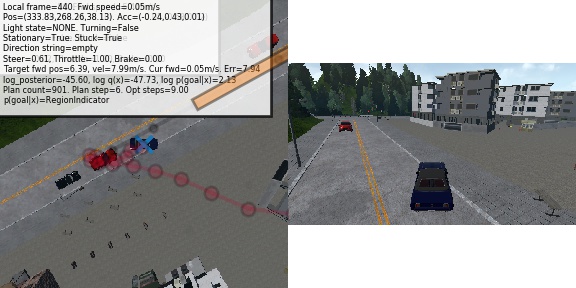 Local frame=440. Fwd speed=0.05m/s
Pos=(333.83,268.26,38.13). Acc=(-0.24,0.43,0.01)
Light state=NONE. Turning=False
Stationary=True. Stuck=True
Direction string=empty
Steer=0.61, Throttle=1.00, Brake=0.00
Target fwd pos=6.39, vel=7.99m/s. Cur fwd=0.05m/s. Err=7.94
log_posterior=-45.60, log q(x)=-47.73, log p(goal|x)=2.13
Plan count=901. Plan step=6. Opt steps=9.00
p(goal|x)=RegionIndicator